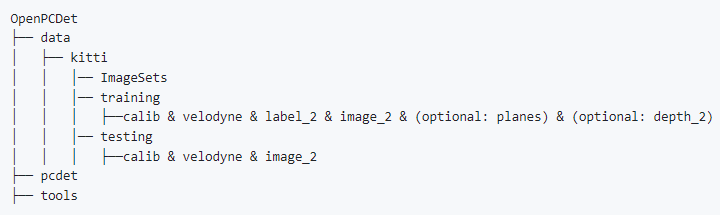 OpenPCDet
├── data
│   ├── kitti
│   │   │── ImageSets
│   │   │── training
│   │   │   ├──calib & velodyne & label_2 & image_2 & (optional: planes) & (optional: depth_2)
│   │   │── testing
│   │   │   ├──calib & velodyne & image_2
├── pcdet
├── tools